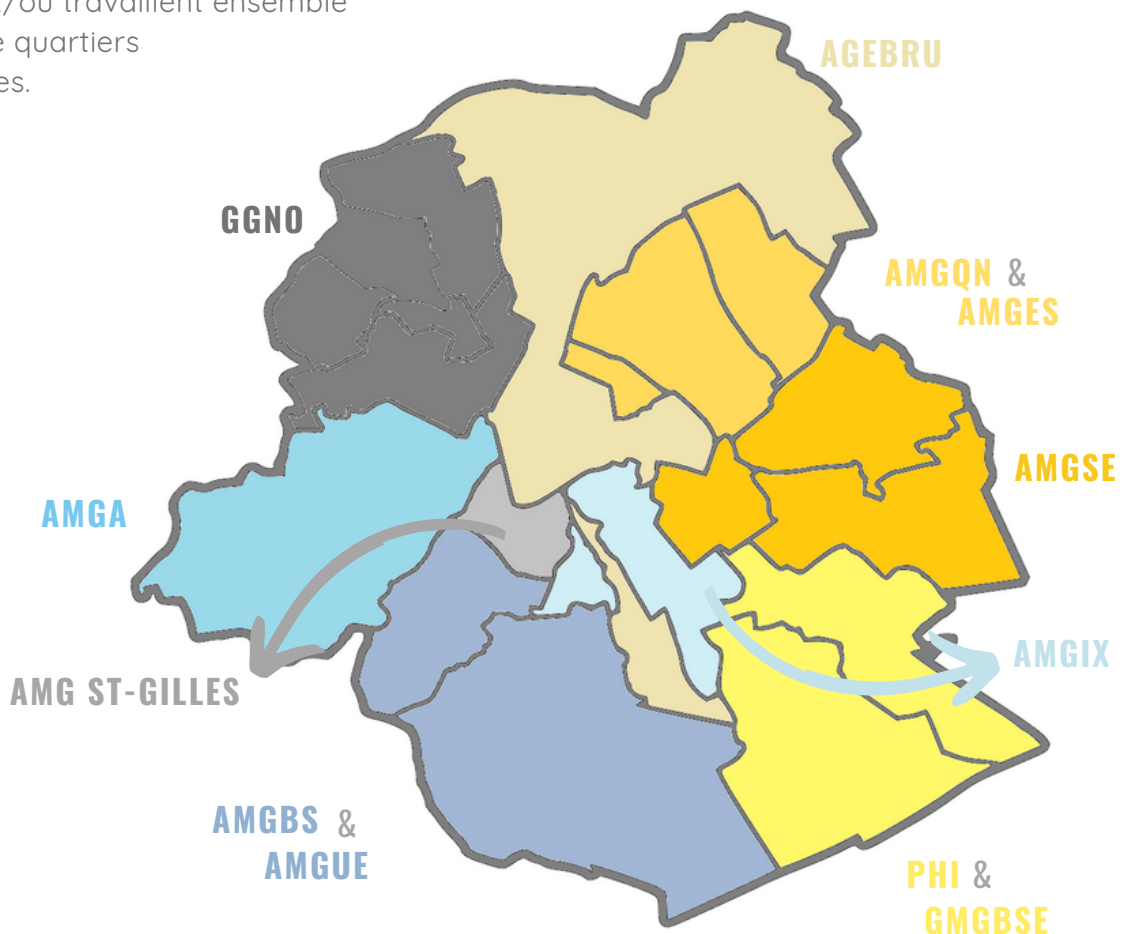 /ou travaillent ensemble
quartiers
es.
AGEBRU
GGNO
AMGQN &
AMGES
AMGSE
AMGA
AMGIX
AMG ST-GILLES
AMGBS &
AMGUE
PHI &
GMGBSE